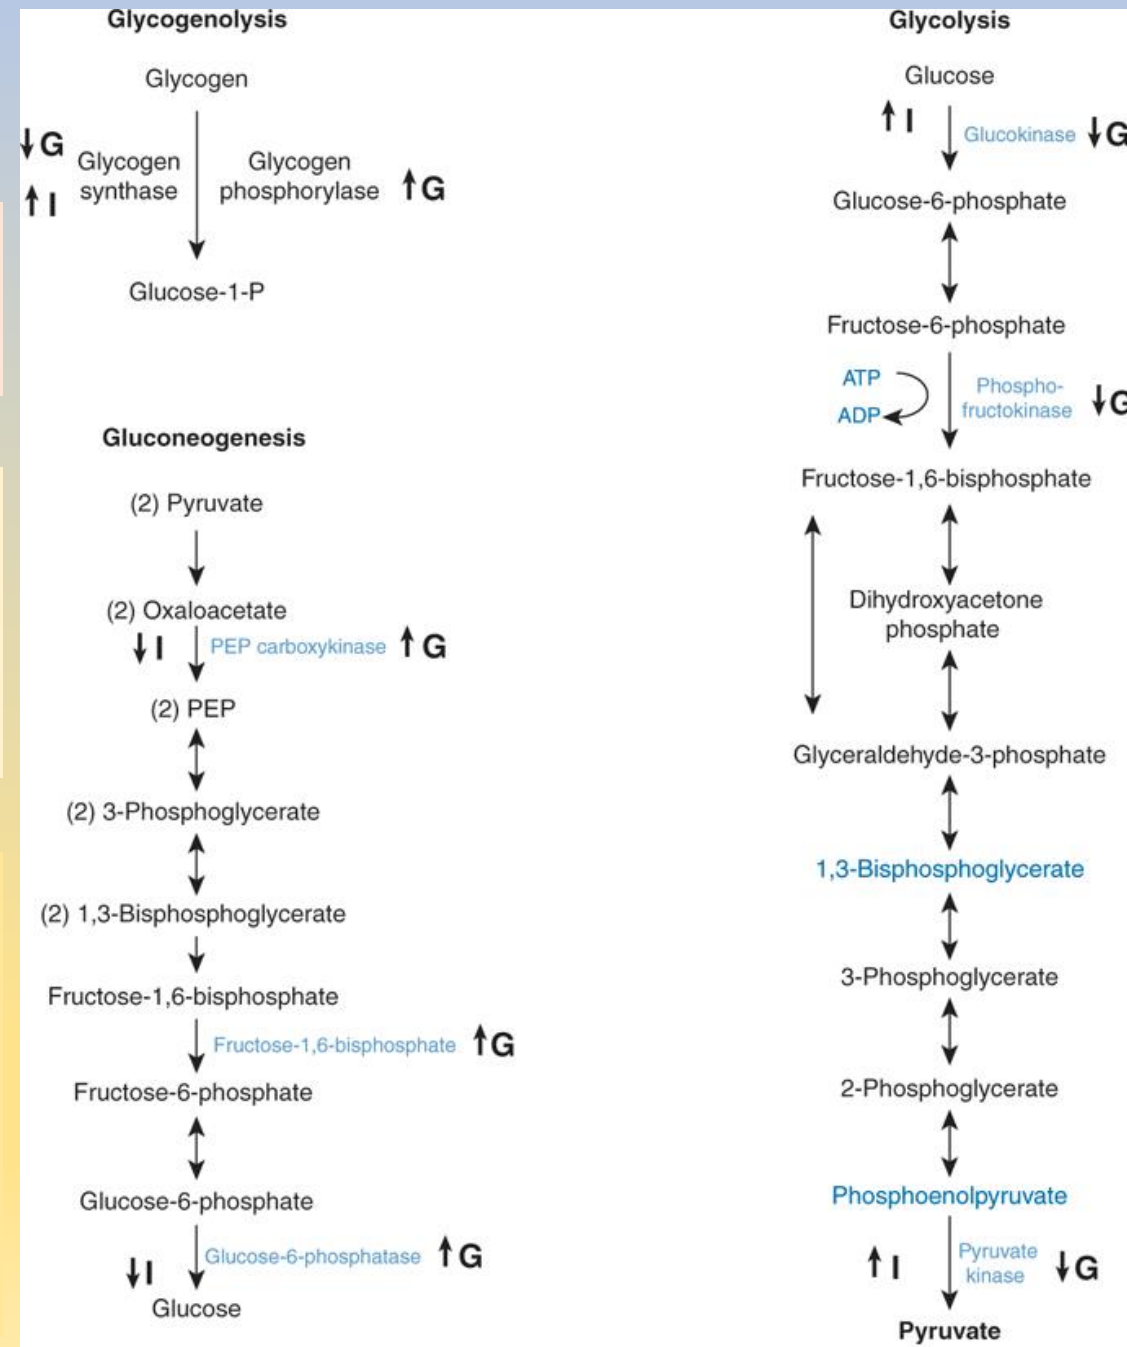 Glycogenolysis
Glycogen
↓G
↑I
Glycogen
synthase
Glycogen
phosphorylase ↑G
Glucose-1-P
Gluconeogenesis
(2) Pyruvate
(2) Oxaloacetate
↓I PEP carboxykinase ↑G
(2) PEP
(2) 3-Phosphoglycerate
(2) 1,3-Bisphosphoglycerate
Fructose-1,6-bisphosphate
Fructose-1,6-bisphosphate ↑G
Fructose-6-phosphate
Glucose-6-phosphate
↓I Glucose-6-phosphatase ↑G
Glucose
Glycolysis
Glucose
↑I Glucokinase ↓G
Glucose-6-phosphate
Fructose-6-phosphate
ATP
ADP
Phospho-
fructokinase ↓G
Fructose-1,6-bisphosphate
Dihydroxyacetone
phosphate
Glyceraldehyde-3-phosphate
1,3-Bisphosphoglycerate
3-Phosphoglycerate
2-Phosphoglycerate
Phosphoenolpyruvate
↑I Pyruvate
kinase ↓G
Pyruvate